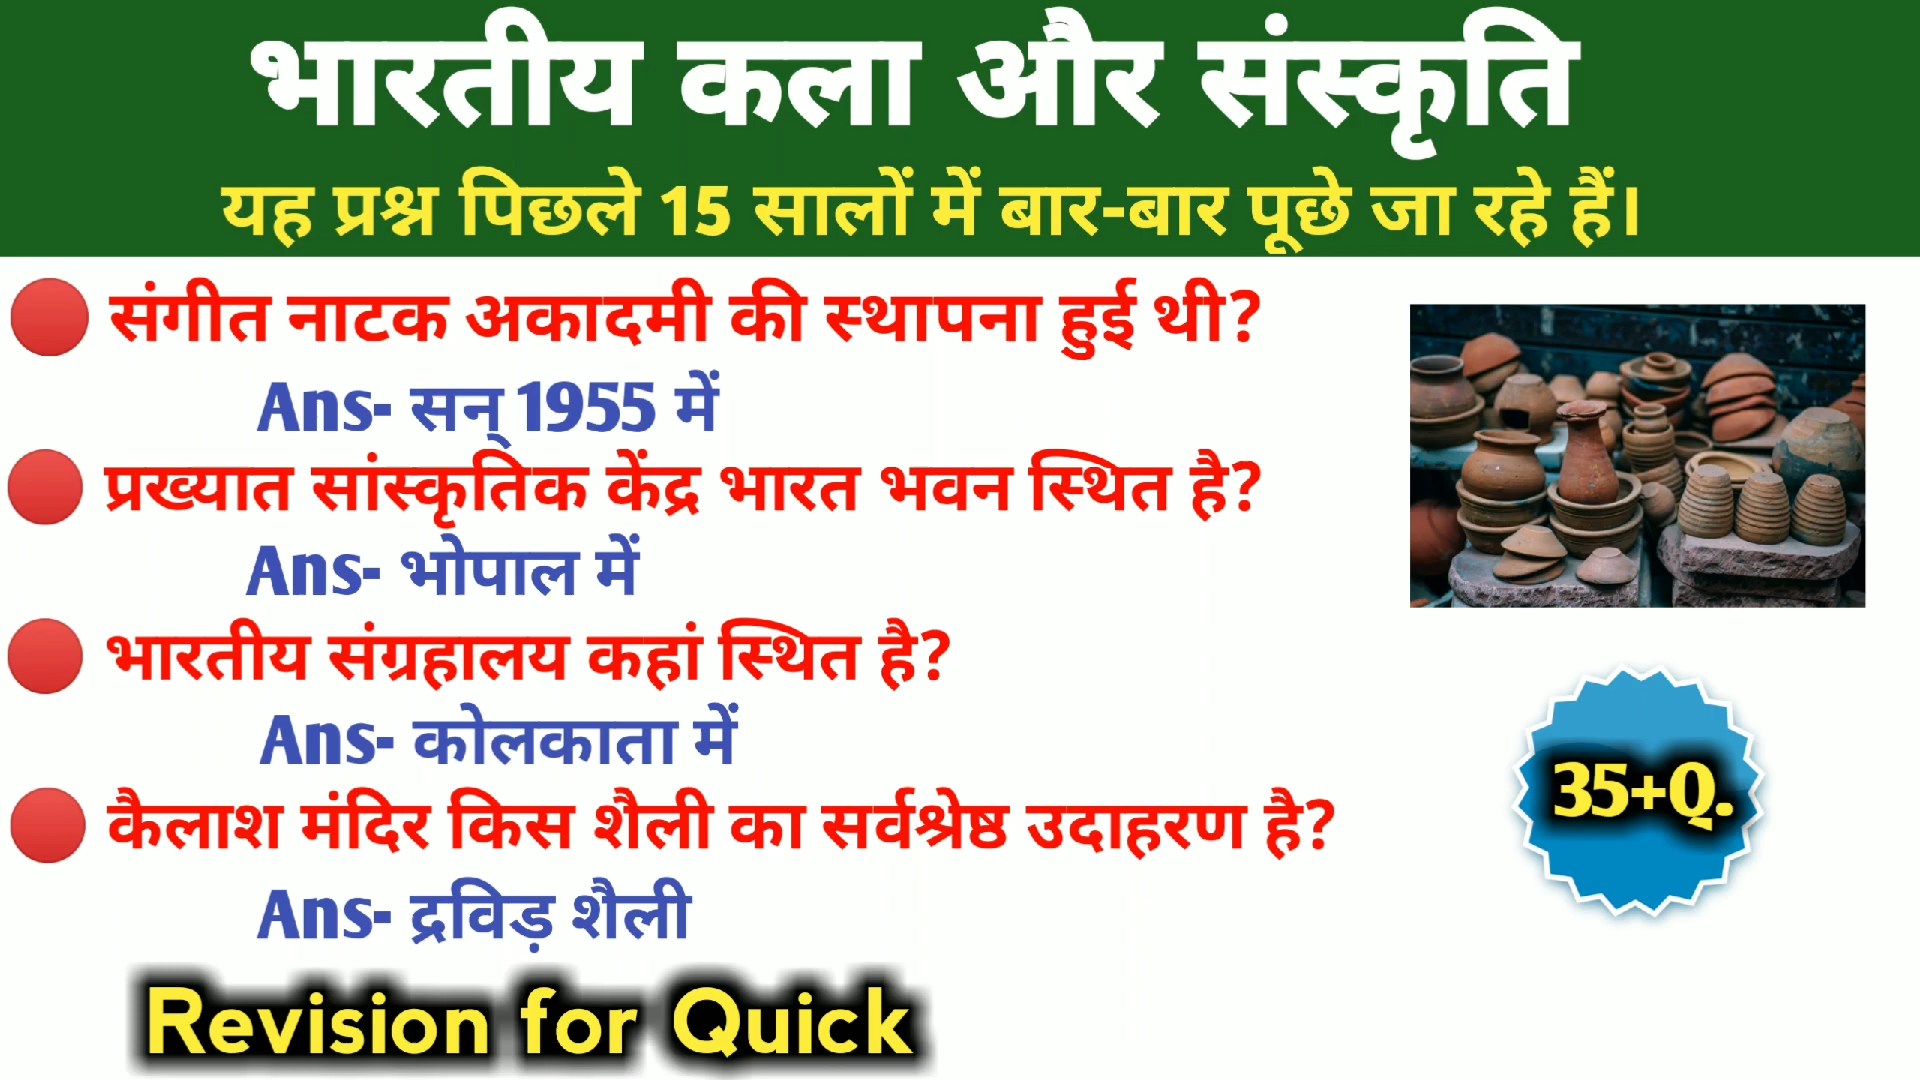 भारतीय कला और संस्कृति
यह प्रश्न पिछले 15 सालों में बार-बार पूछे जा रहे हैं।
संगीत नाटक अकादमी की स्थापना हुई थी?
Ans- सन् 1955 में
प्रख्यात सांस्कृतिक केंद्र भारत भवन स्थित है?
Ans- भोपाल में
भारतीय संग्रहालय कहां स्थित है?
Ans- कोलकाता में
कैलाश मंदिर किस शैली का सर्वश्रेष्ठ उदाहरण है?
Ans- द्रविड़ शैली
35+Q.
Revision for Quick